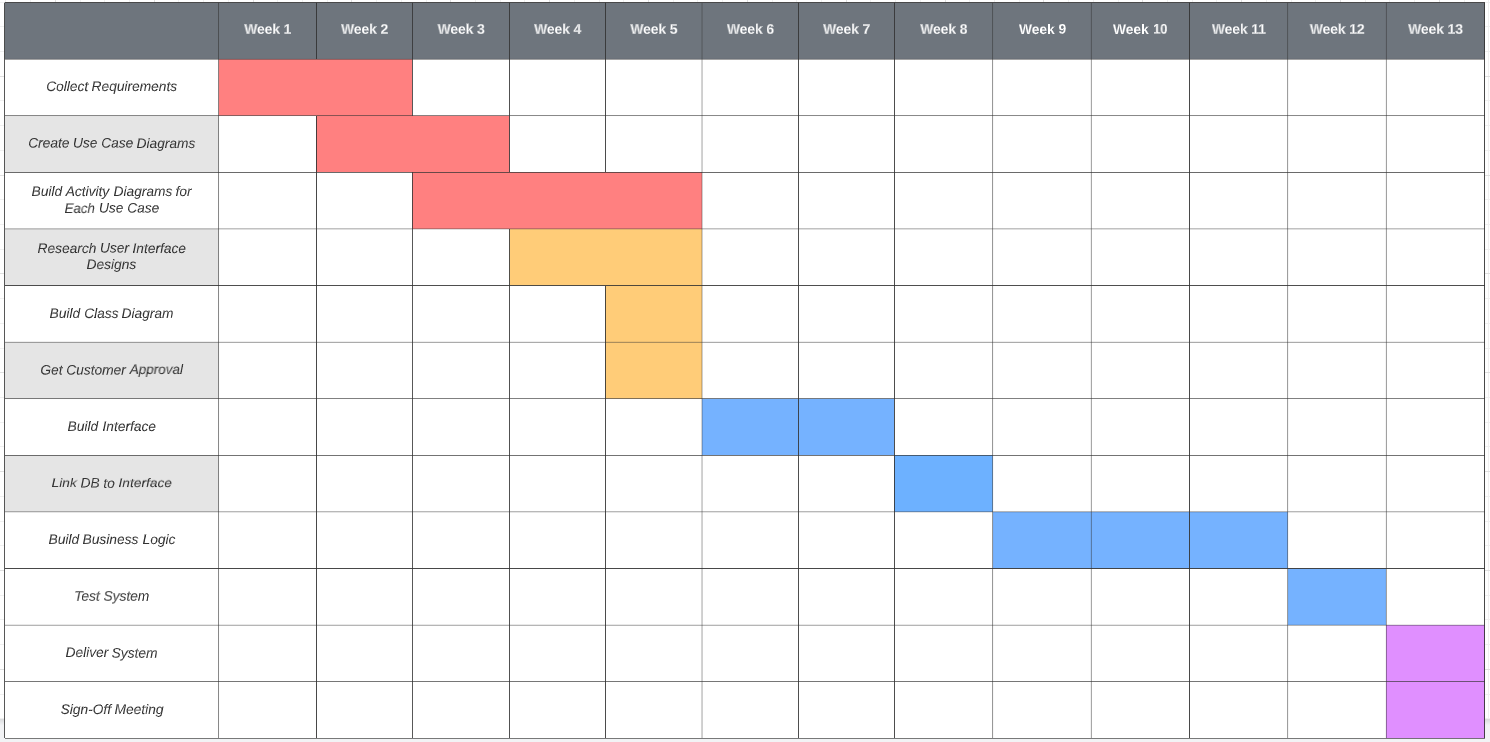 Week 1 Week 2 Week 3 Week 4 Week 5 Week 6 Week 7 Week 8 Week 9 Week 10 Week 11 Week 12 Week 13
Collect Requirements
Create Use Case Diagrams
Build Activity Diagrams for
Each Use Case
Research User Interface
Designs
Build Class Diagram
Get Customer Approval
Build Interface
Link DB to Interface
Build Business Logic
Test System
Deliver System
Sign-Off Meeting